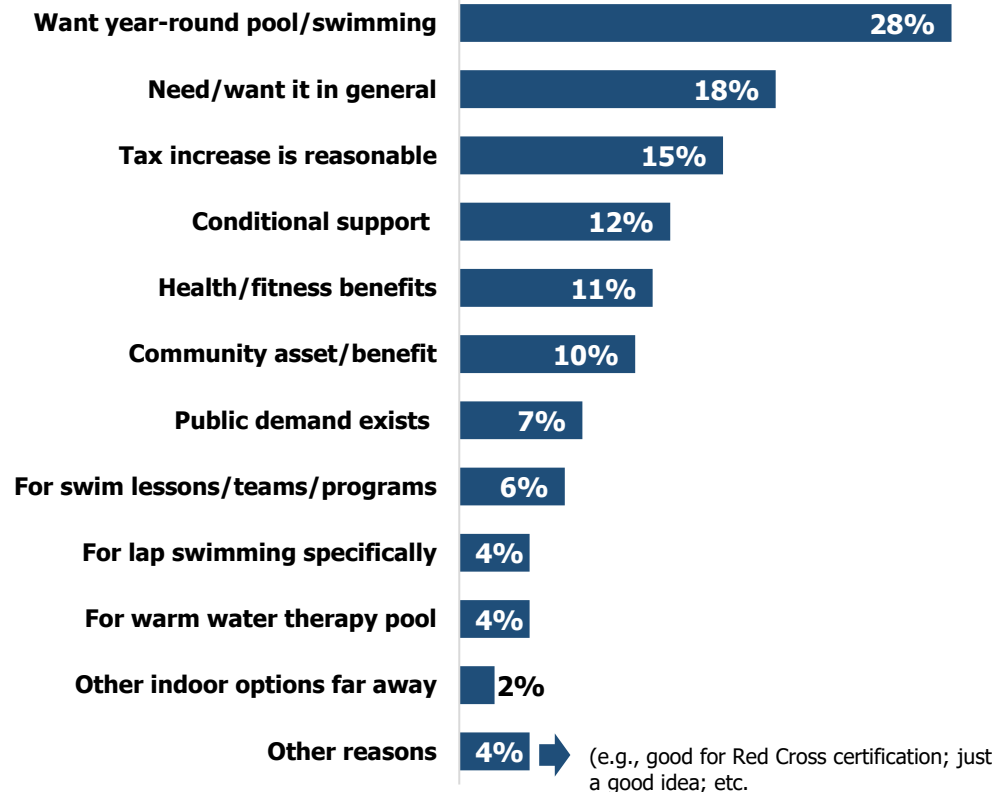 Want year-round pool/swimming 28%
Need/want it in general 18%
Tax increase is reasonable 15%
Conditional support 12%
Health/fitness benefits 11%
Community asset/benefit 10%
Public demand exists 7%
For swim lessons/teams/programs 6%
For lap swimming specifically 4%
For warm water therapy pool 4%
Other indoor options far away 2%
Other reasons 4%
(e.g., good for Red Cross certification; just
a good idea; etc.